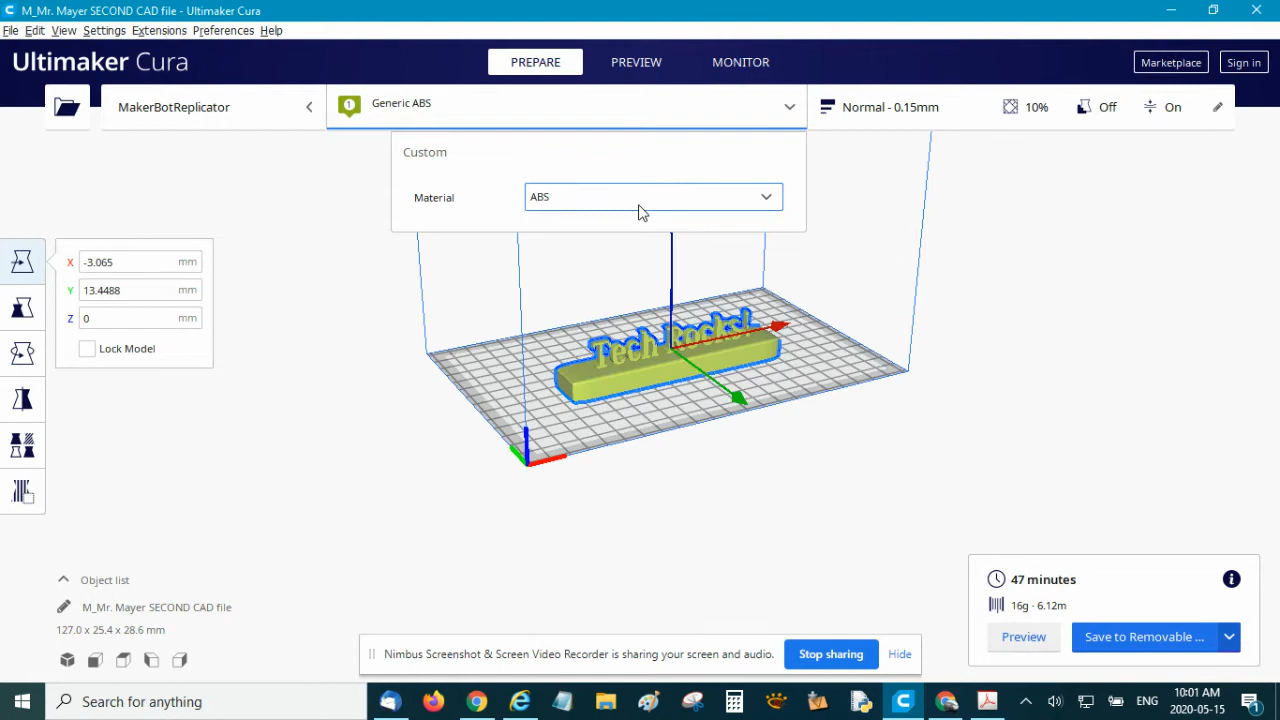 M_Mr. Mayer SECOND CAD file - Ultimaker Cura
File Edit View Settings Extensions Preferences Help
Ultimaker Cura
PREPARE
PREVIEW
MONITOR
Marketplace
Sign in
MakerBotReplicator
1
Generic ABS
Normal - 0.15mm
10%
Off
On
Custom
Material
ABS
X -3.065 mm
Y 13.4488 mm
Z 0 mm
Lock Model
Tech Rocks!
Object list
M_Mr. Mayer SECOND CAD file
127.0 x 25.4 x 28.6 mm
47 minutes
16g · 6.12m
Preview
Save to Removable ...
Nimbus Screenshot & Screen Video Recorder is sharing your screen and audio.
Stop sharing
Hide
Search for anything
ENG
10:01 AM
2020-05-15
1